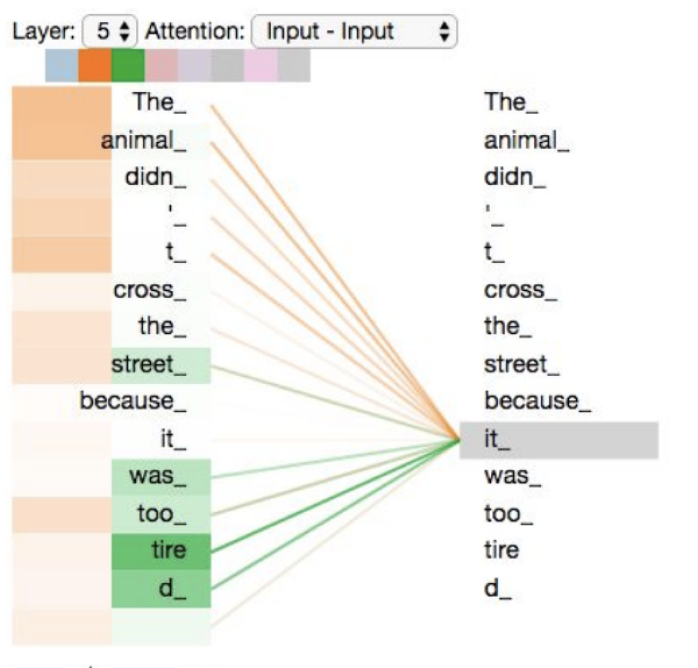 Layer: 5 Attention: Input - Input
The_ The_
animal_ animal_
didn_ didn_
'_ '_
t_ t_
cross_ cross_
the_ the_
street_ street_
because_ because_
it_ it_
was_ was_
too_ too_
tire tire
d_ d_